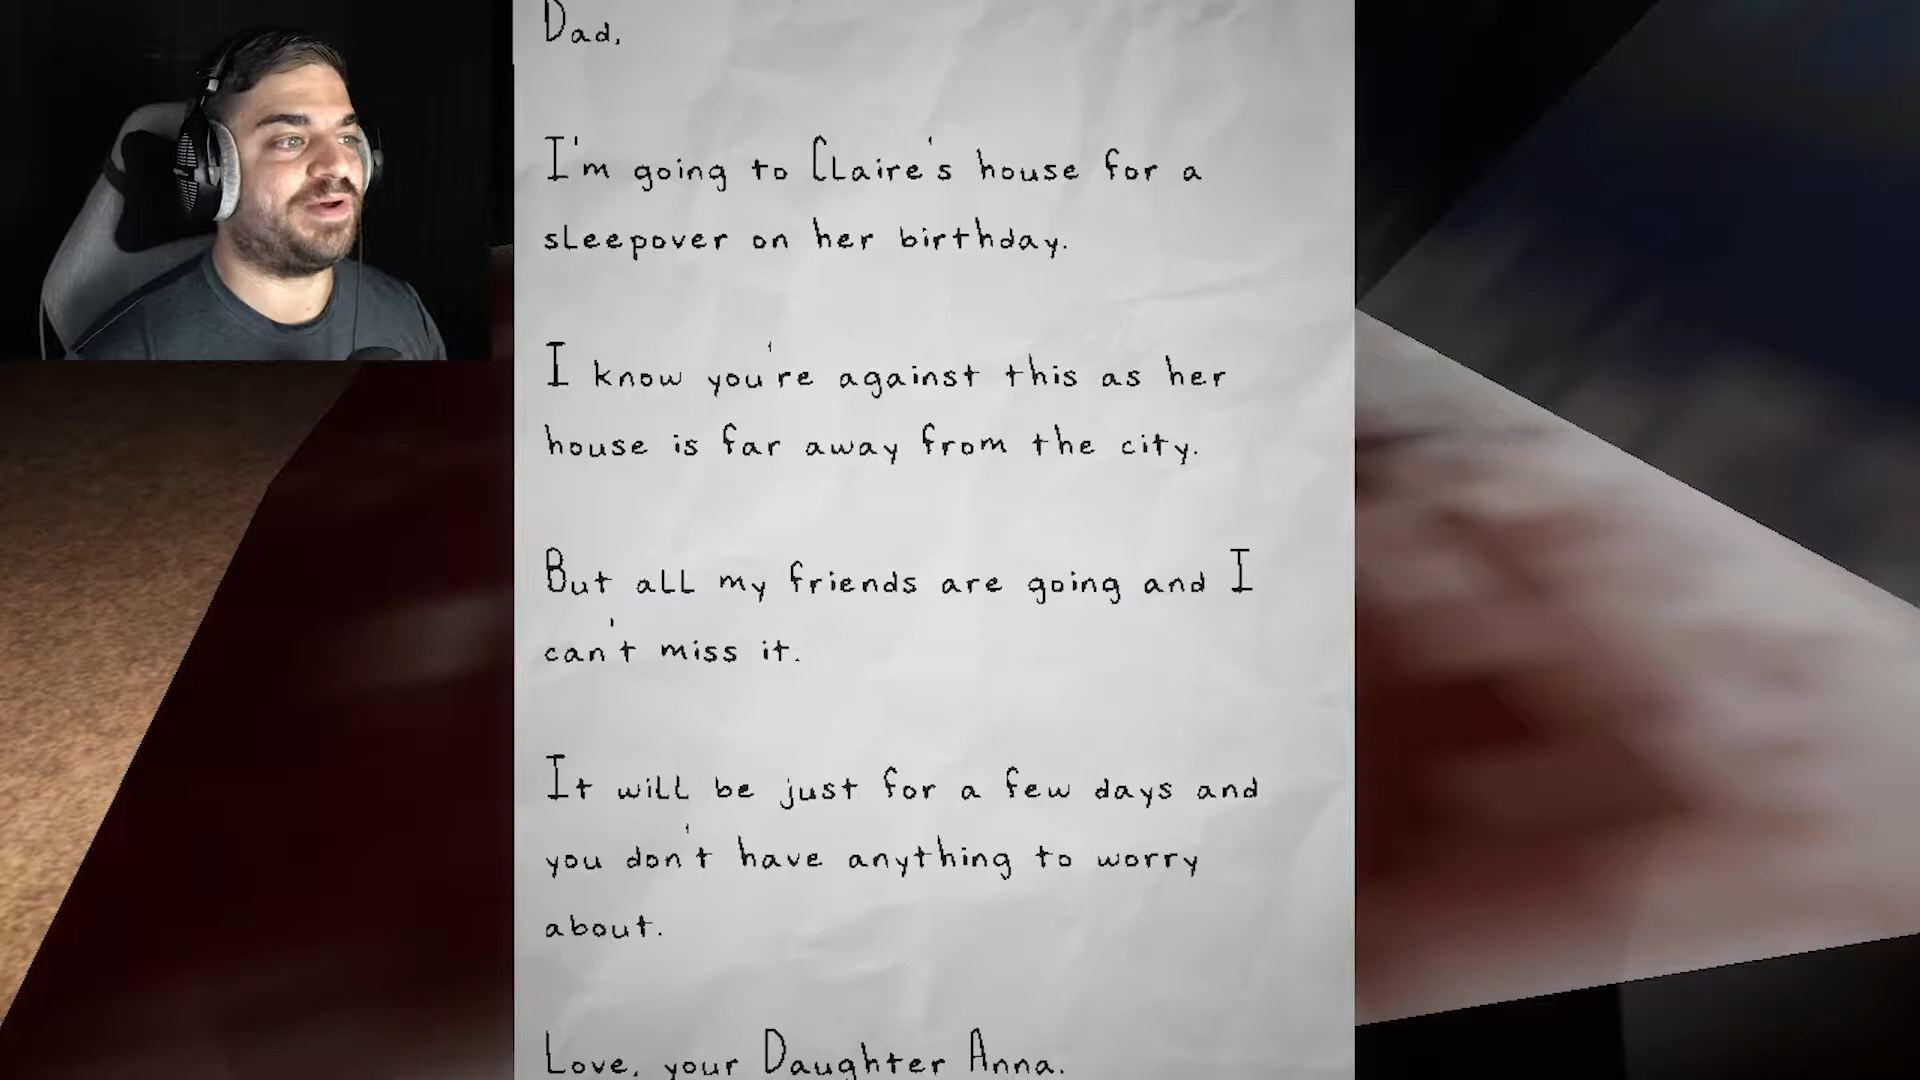 Dad,
I'm going to Claire's house for a
sleepover on her birthday.
I know you're against this as her
house is far away from the city.
But all my friends are going and I
can't miss it.
It will be just for a few days and
you don't have anything to worry
about.
Love, your Daughter Anna.